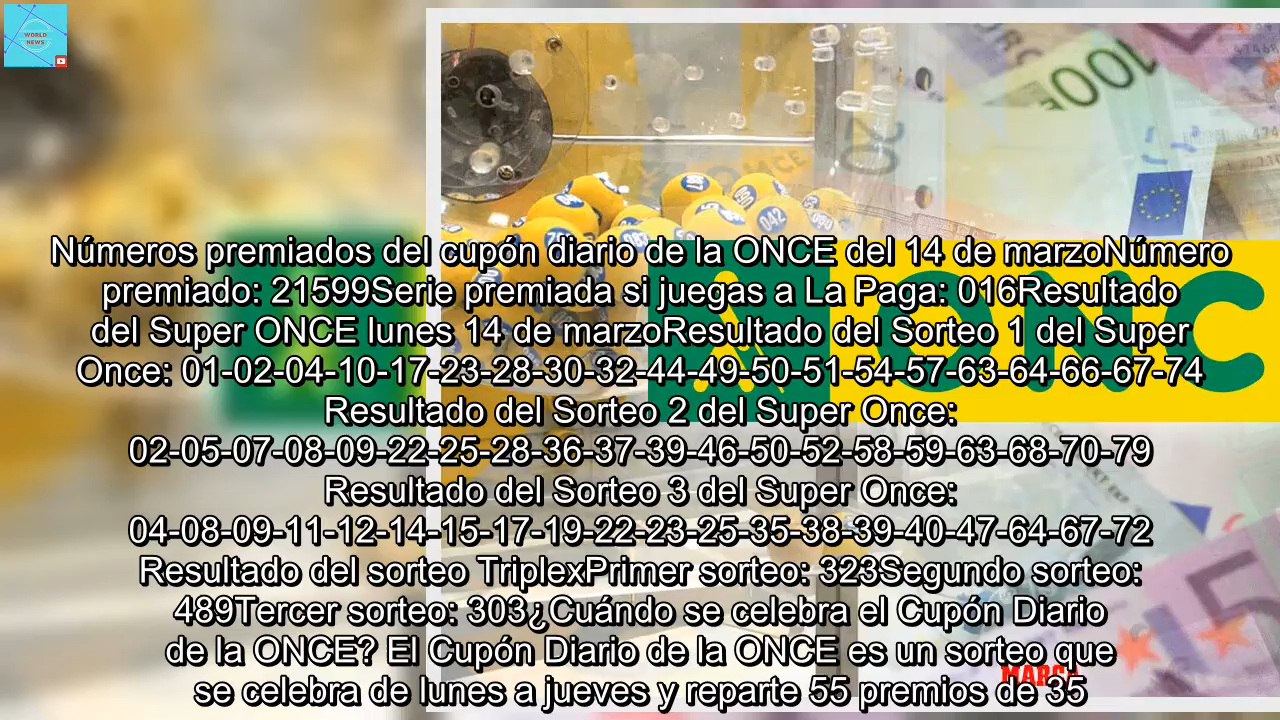 WORLD
NEWS
100€
ONCE
042
Números premiados del cupón diario de la ONCE del 14 de marzoNúmero
premiado: 21599Serie premiada si juegas a La Paga: 016Resultado
del Super ONCE lunes 14 de marzoResultado del Sorteo 1 del Super
Once: 01-02-04-10-17-23-28-30-32-44-49-50-51-54-57-63-64-66-67-74
Resultado del Sorteo 2 del Super Once:
02-05-07-08-09-22-25-28-36-37-39-46-50-52-58-59-63-68-70-79
Resultado del Sorteo 3 del Super Once:
04-08-09-11-12-14-15-17-19-22-23-25-35-38-39-40-47-64-67-72
Resultado del sorteo TriplexPrimer sorteo: 323Segundo sorteo:
489Tercer sorteo: 303¿Cuándo se celebra el Cupón Diario
de la ONCE? El Cupón Diario de la ONCE es un sorteo que
se celebra de lunes a jueves y reparte 55 premios de 35
MARCA